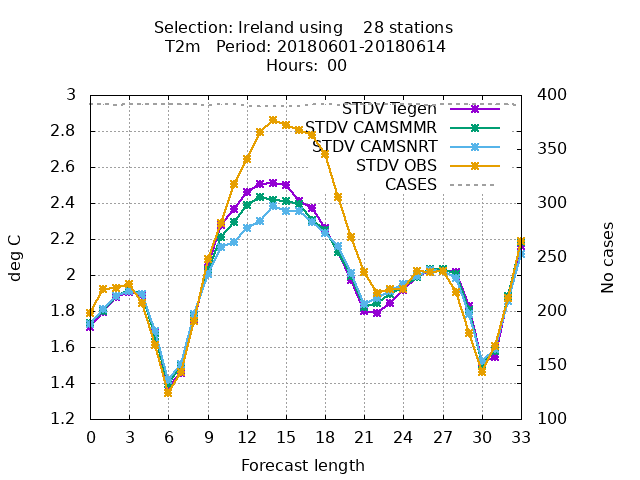 Selection: Ireland using    28 stations
T2m   Period: 20180601-20180614
Hours:  00
3
2.8
2.6
2.4
2.2
2
1.8
1.6
1.4
1.2
deg C
400
350
300
250
200
150
100
No cases
STDV Tegen
STDV CAMSMMR
STDV CAMSNRT
STDV OBS
CASES
0 3 6 9 12 15 18 21 24 27 30 33
Forecast length